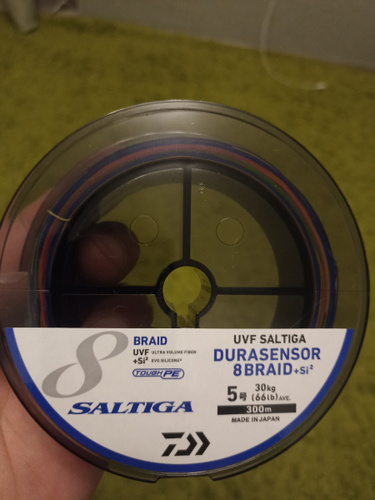 8
BRAID
UVF ULTRA VOLUME FIBER
+Si² EVO SILICONE²
TOUGH PE
SALTIGA
UVF SALTIGA
DURASENSOR
8BRAID+Si²
5号 30kg (66lb)AVE.
300m
MADE IN JAPAN